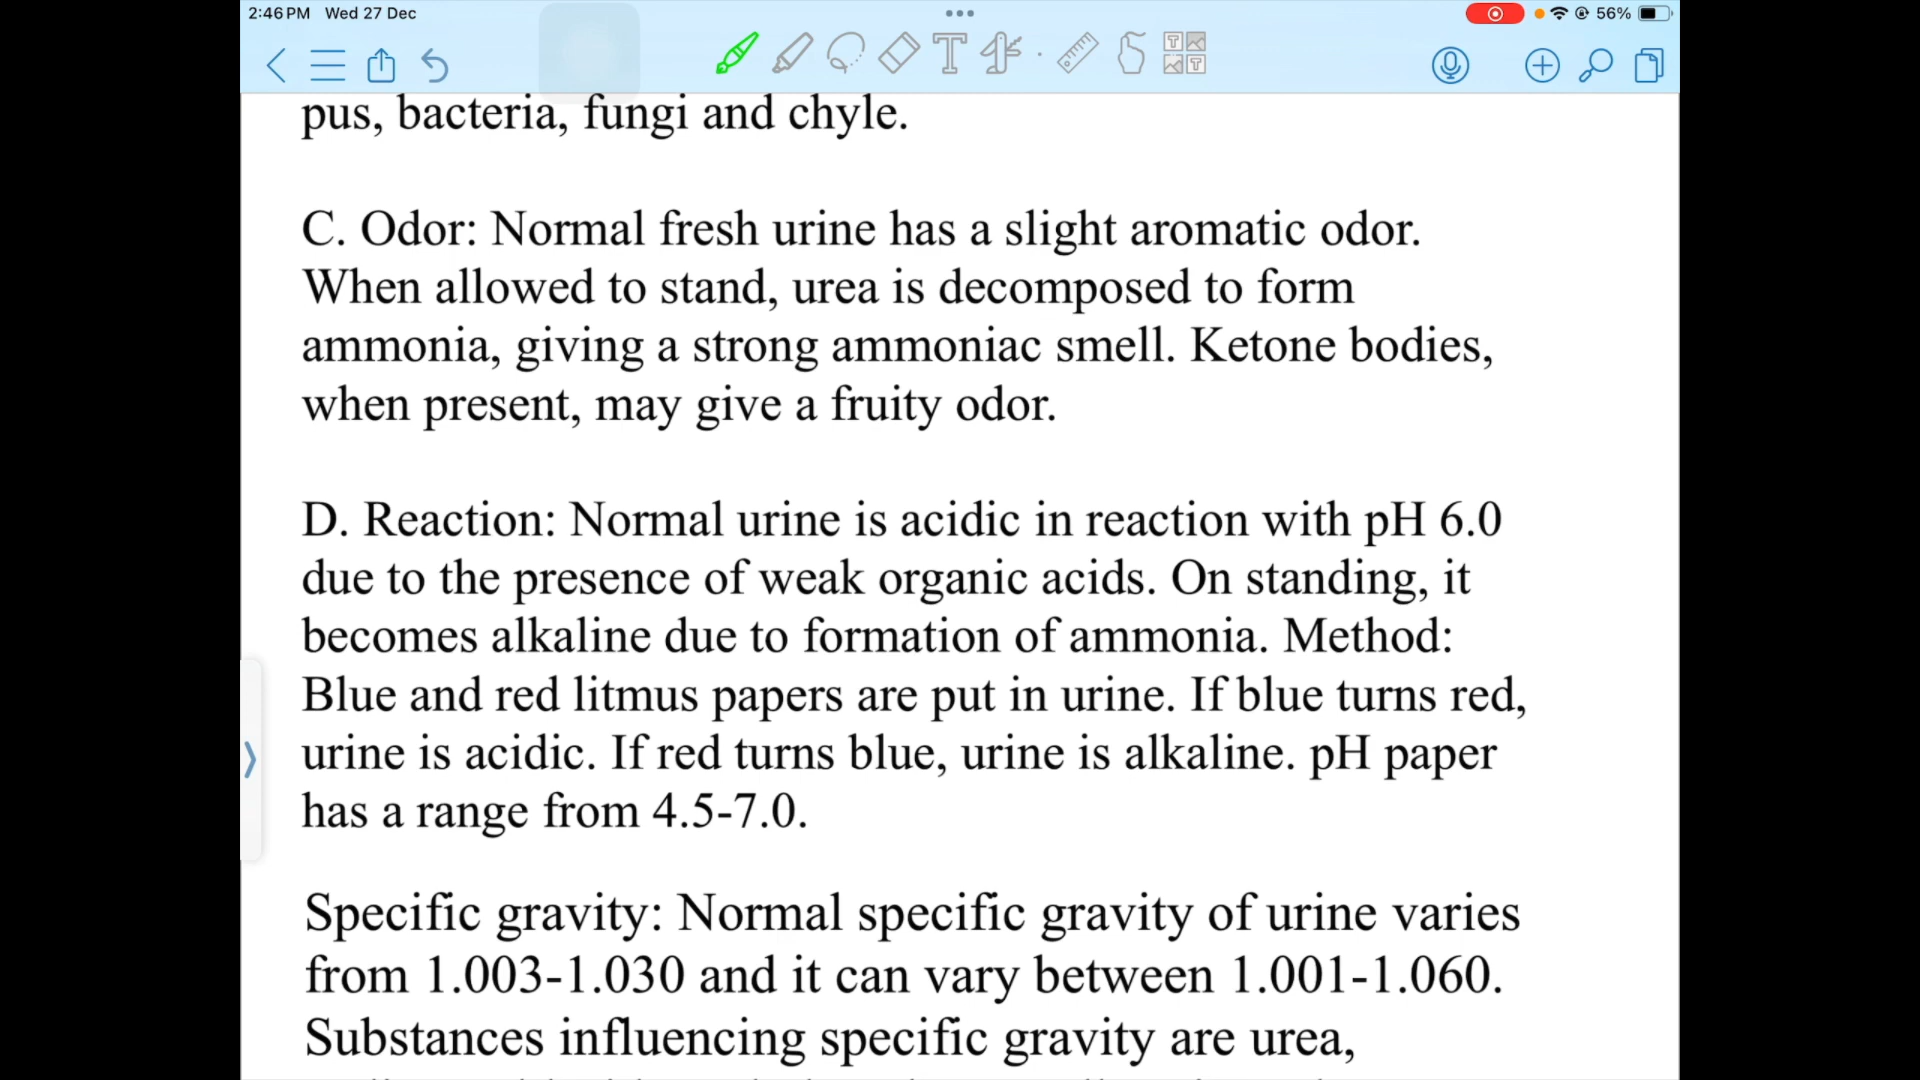 2:46 PM Wed 27 Dec
56%
pus, bacteria, fungi and chyle.
C. Odor: Normal fresh urine has a slight aromatic odor.
When allowed to stand, urea is decomposed to form
ammonia, giving a strong ammoniac smell. Ketone bodies,
when present, may give a fruity odor.
D. Reaction: Normal urine is acidic in reaction with pH 6.0
due to the presence of weak organic acids. On standing, it
becomes alkaline due to formation of ammonia. Method:
Blue and red litmus papers are put in urine. If blue turns red,
urine is acidic. If red turns blue, urine is alkaline. pH paper
has a range from 4.5-7.0.
Specific gravity: Normal specific gravity of urine varies
from 1.003-1.030 and it can vary between 1.001-1.060.
Substances influencing specific gravity are urea,